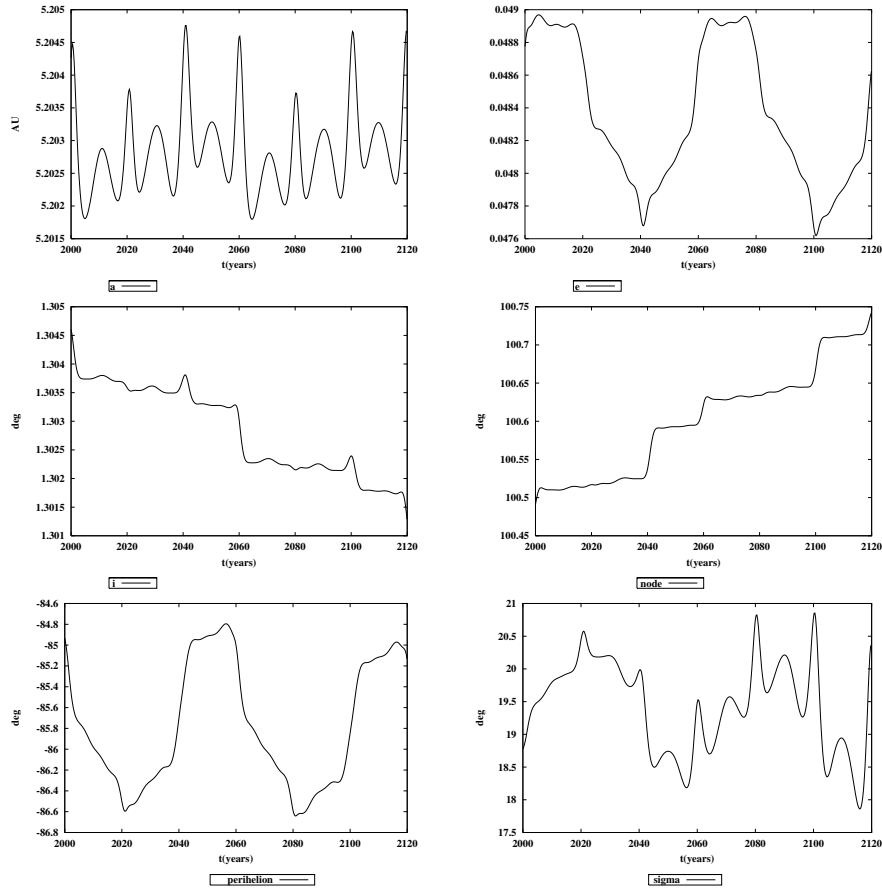 5.205
5.2045
5.204
5.2035
5.203
5.2025
5.202
5.2015
AU
2000 2020 2040 2060 2080 2100 2120
t(years)
a
0.049
0.0488
0.0486
0.0484
0.0482
0.048
0.0478
0.0476
2000 2020 2040 2060 2080 2100 2120
t(years)
e
1.305
1.3045
1.304
1.3035
1.303
1.3025
1.302
1.3015
1.301
deg
2000 2020 2040 2060 2080 2100 2120
t(years)
i
100.75
100.7
100.65
100.6
100.55
100.5
100.45
deg
2000 2020 2040 2060 2080 2100 2120
t(years)
node
-84.6
-84.8
-85
-85.2
-85.4
-85.6
-85.8
-86
-86.2
-86.4
-86.6
-86.8
deg
2000 2020 2040 2060 2080 2100 2120
t(years)
perihelion
21
20.5
20
19.5
19
18.5
18
17.5
deg
2000 2020 2040 2060 2080 2100 2120
t(years)
sigma